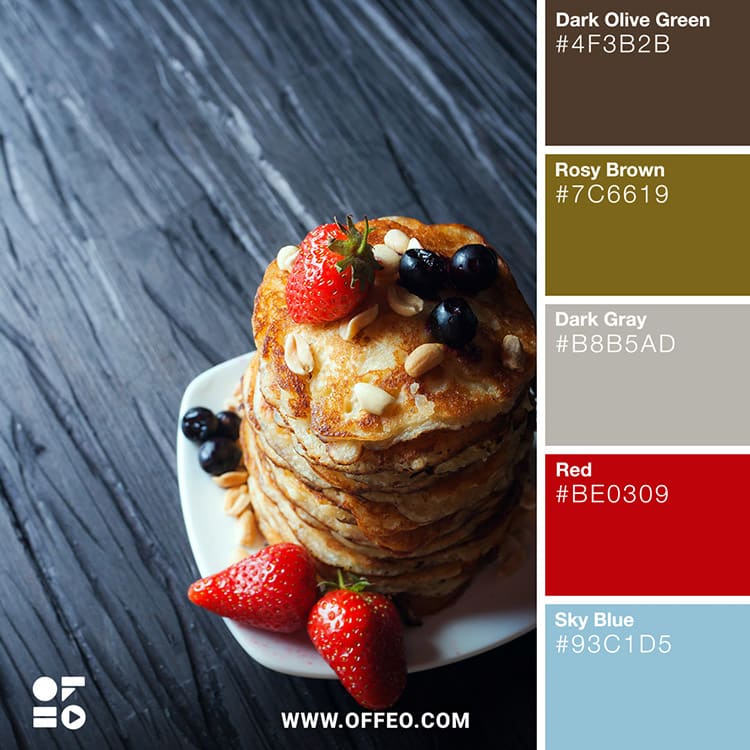 Dark Olive Green
#4F3B2B
Rosy Brown
#7C6619
Dark Gray
#B8B5AD
Red
#BE0309
Sky Blue
#93C1D5
WWW.OFFEO.COM